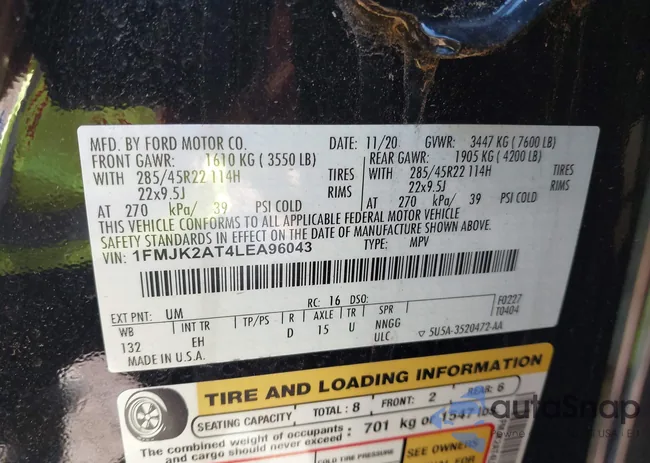 MFD. BY FORD MOTOR CO. DATE: 11/20 GVWR: 3447 KG ( 7600 LB)
FRONT GAWR: 1610 KG ( 3550 LB) REAR GAWR: 1905 KG ( 4200 LB)
WITH 285/45R22 114H TIRES WITH 285/45R22 114H TIRES
22x9.5J RIMS 22x9.5J RIMS
AT 270 kPa/ 39 PSI COLD AT 270 kPa/ 39 PSI COLD
THIS VEHICLE CONFORMS TO ALL APPLICABLE FEDERAL MOTOR VEHICLE
SAFETY STANDARDS IN EFFECT ON THE DATE OF MANUFACTURE SHOWN ABOVE.
VIN: 1FMJK2AT4LEA96043 TYPE: MPV
EXT PNT: UM RC: 16 DSO: F0227
WB INT TR TP/PS R AXLE TR SPR T0404
132 EH D 15 U NNGG
ULC ▽ 5U5A-3520472-AA
MADE IN U.S.A.
TIRE AND LOADING INFORMATION
SEATING CAPACITY TOTAL : 8 FRONT: 2 REAR: 6
The combined weight of occupants
and cargo should never exceed : 701 kg or 1547 lbs
COLD TIRE PRESSURE SEE OWNERS
autoSnap